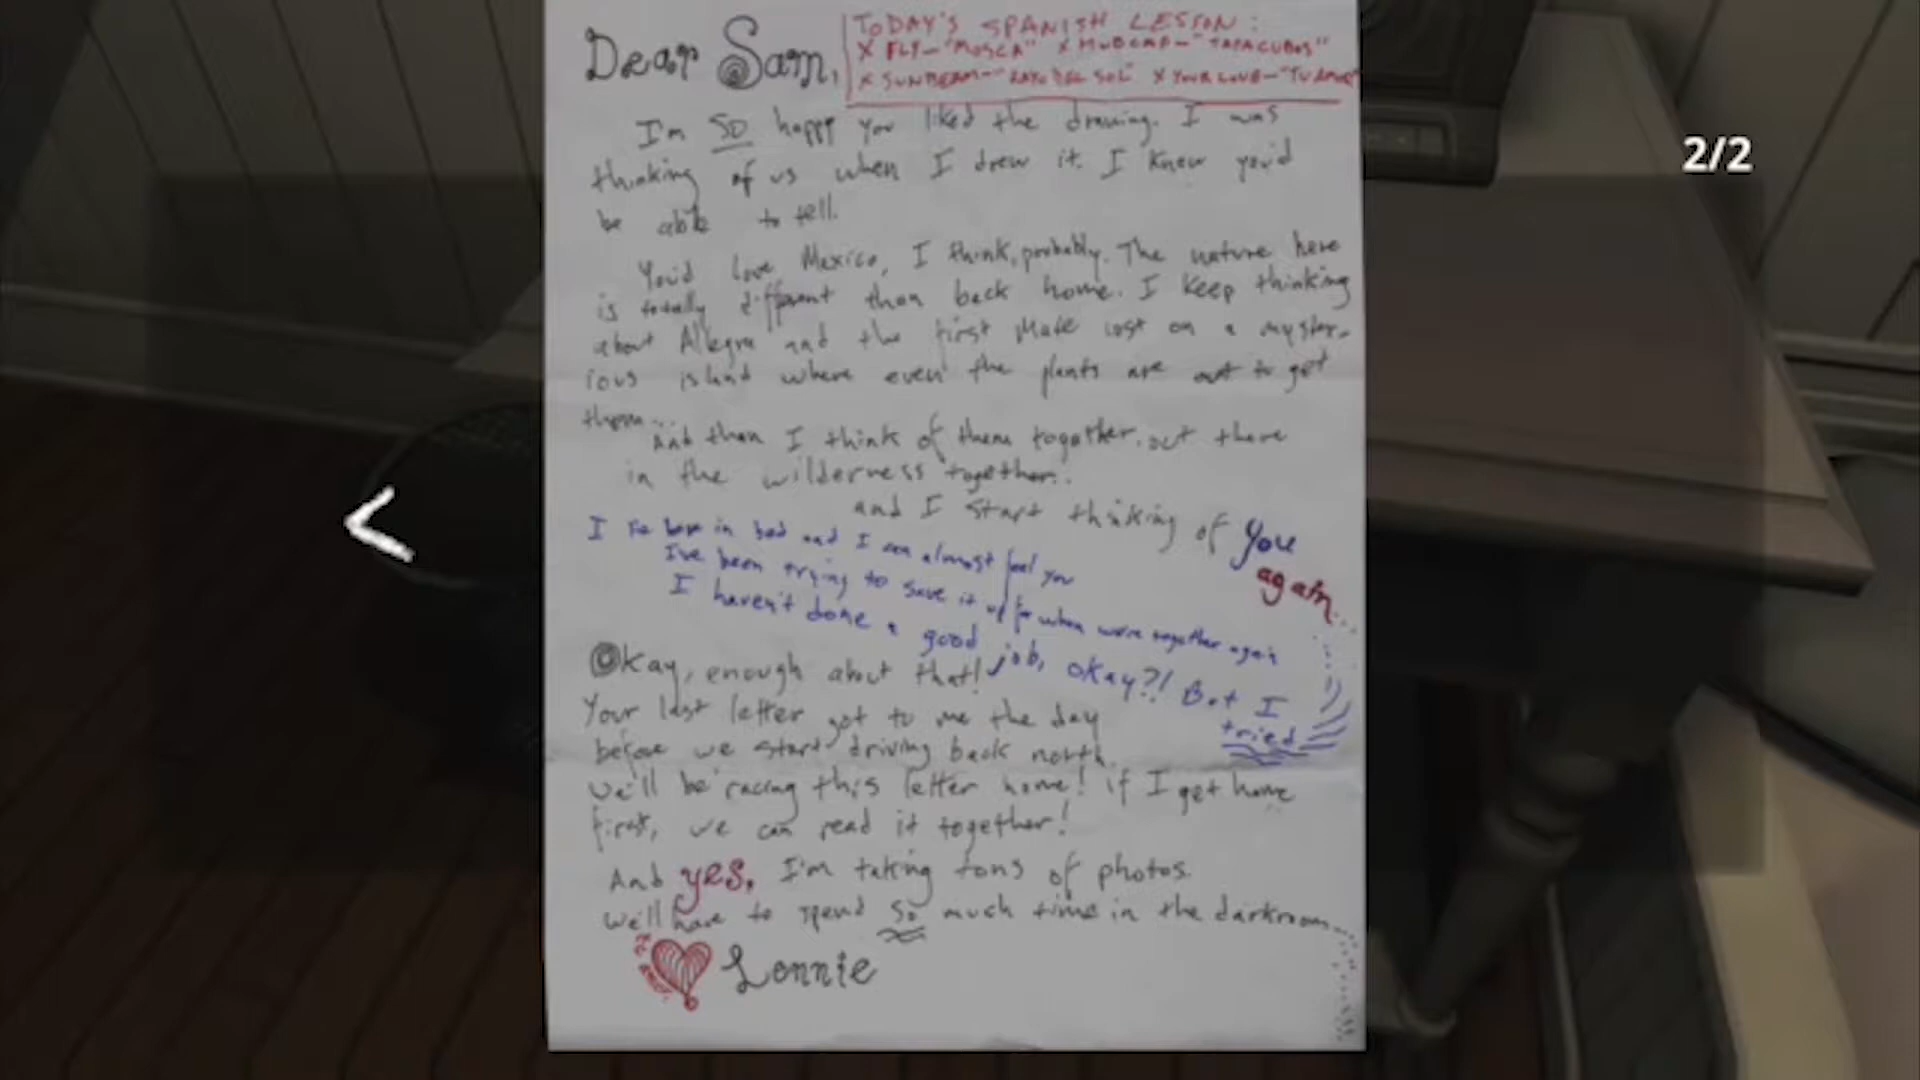 Dear Sam,
TODAY'S SPANISH LESSON:
x FLY - "MOSCA" x HUBCAP - "TAPACUBOS"
x SUNBEAM - "RAYO DEL SOL" x YOUR LOVE - "TU AMOR"
I'm SO happy you liked the drawing. I was
thinking of us when I drew it. I knew you'd
be able to tell.
You'd love Mexico, I think, probably. The nature here
is totally different than back home. I keep thinking
about Allegra and the first Mate lost on a myster-
ious island where even the plants are out to get
them...
And then I think of them together, out there
in the wilderness together.
and I start thinking of you
again...
I lie here in bed and I can almost feel you
I've been trying to save it up for when we're together again
I haven't done a good job, okay?! But I
tried
Okay, enough about that!
Your last letter got to me the day
before we start driving back north.
We'll be racing this letter home! if I get home
first, we can read it together!
And yes, I'm taking tons of photos.
We'll have to spend so much time in the darkroom...
Lonnie
2/2